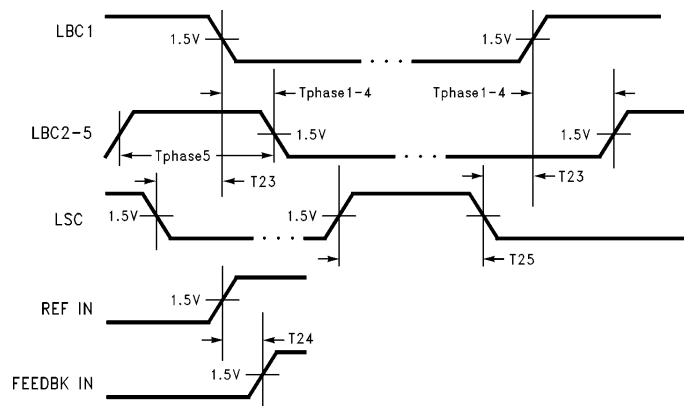 LBC1
1.5V
1.5V
Tphase1-4
Tphase1-4
LBC2-5
1.5V
1.5V
Tphase5
T23
T23
LSC
1.5V
1.5V
1.5V
T25
REF IN
1.5V
T24
FEEDBK IN
1.5V